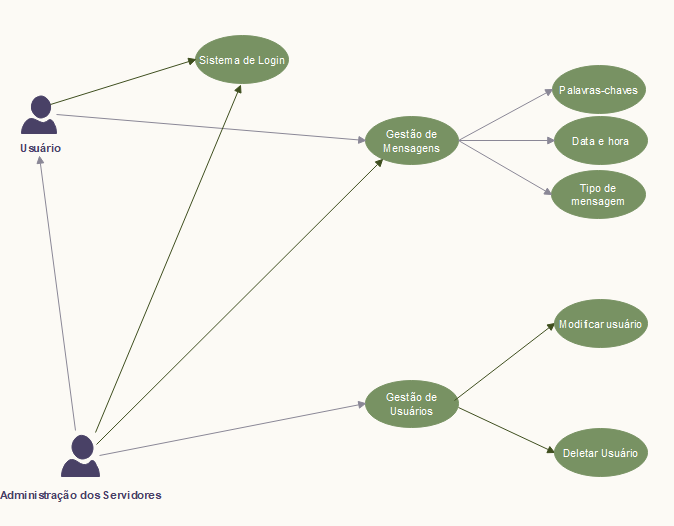 Sistema de Login
Palavras-chaves
Usuário
Gestão de
Mensagens
Data e hora
Tipo de
mensagem
Modificar usuário
Gestão de
Usuários
Deletar Usuário
Administração dos Servidores